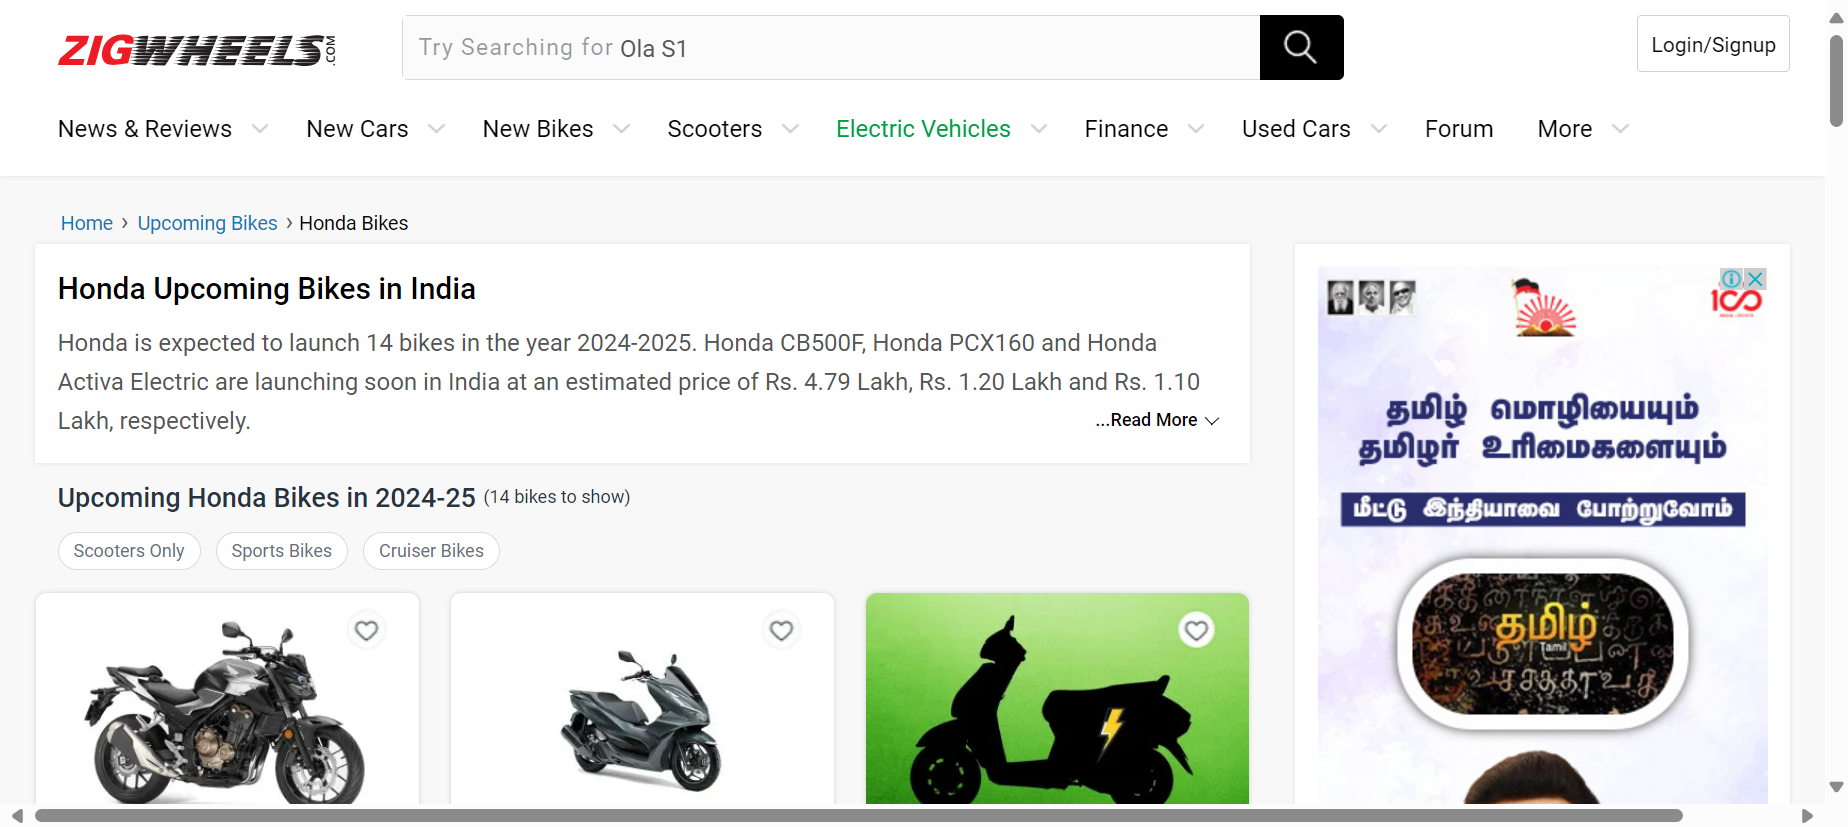 ZIGWHEELS.COM
Try Searching for Ola S1
Login/Signup
News & Reviews
New Cars
New Bikes
Scooters
Electric Vehicles
Finance
Used Cars
Forum
More
Home › Upcoming Bikes › Honda Bikes
Honda Upcoming Bikes in India
Honda is expected to launch 14 bikes in the year 2024-2025. Honda CB500F, Honda PCX160 and Honda
Activa Electric are launching soon in India at an estimated price of Rs. 4.79 Lakh, Rs. 1.20 Lakh and Rs. 1.10
Lakh, respectively.
...Read More
Upcoming Honda Bikes in 2024-25 (14 bikes to show)
Scooters Only
Sports Bikes
Cruiser Bikes
100
தமிழ் மொழியையும்
தமிழர் உரிமைகளையும்
மீட்டு இந்தியாவை போற்றுவோம்
தமிழ்
Tamil